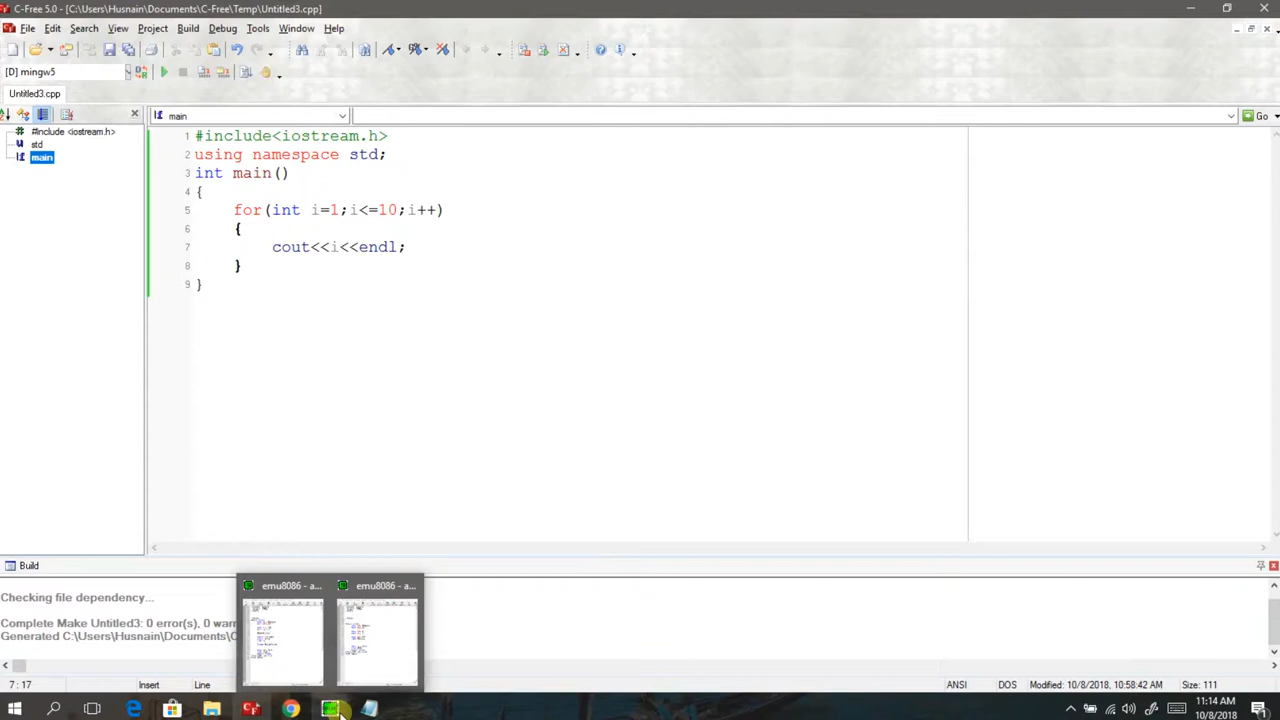 C-Free 5.0 - [C:\Users\Husnain\Documents\C-Free\Temp\Untitled3.cpp]
File Edit Search View Project Build Debug Tools Window Help
[D] mingw5
Untitled3.cpp
main
Go
#include <iostream.h>
std
main
1 #include<iostream.h>
2 using namespace std;
3 int main()
4 {
5 for(int i=1;i<=10;i++)
6 {
7 cout<<i<<endl;
8 }
9 }
Build
Checking file dependency...
Complete Make Untitled3: 0 error(s), 0 warn
Generated C:\Users\Husnain\Documents\C
emu8086 - a... emu8086 - a...
7 : 17 Insert Line ANSI DOS Modified: 10/8/2018, 10:58:42 AM Size: 111
11:14 AM
10/8/2018
1